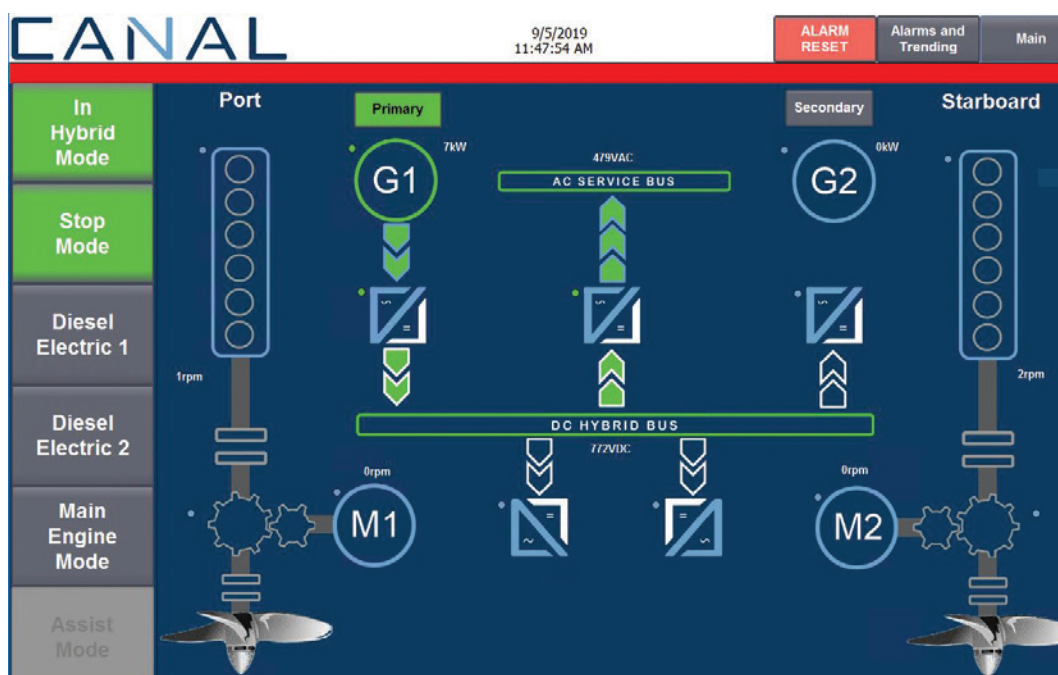 CANAL
9/5/2019
11:47:54 AM
ALARM
RESET
Alarms and
Trending
Main
In
Hybrid
Mode
Stop
Mode
Diesel
Electric 1
Diesel
Electric 2
Main
Engine
Mode
Assist
Mode
Port
Primary
Secondary
Starboard
7kW
G1
479VAC
AC SERVICE BUS
0kW
G2
1rpm
2rpm
DC HYBRID BUS
772VDC
0rpm
M1
0rpm
M2